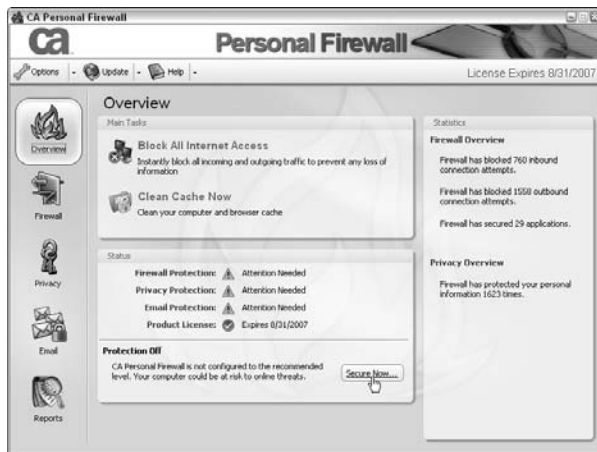 CA Personal Firewall
ca
Personal Firewall
Options
Update
Help
License Expires 8/31/2007
Overview
Firewall
Privacy
Email
Reports
Overview
Main Tasks
Block All Internet Access
Instantly block all incoming and outgoing traffic to prevent any loss of
information
Clean Cache Now
Clean your computer and browser cache
Status
Firewall Protection: Attention Needed
Privacy Protection: Attention Needed
Email Protection: Attention Needed
Product License: Expires 8/31/2007
Protection Off
CA Personal Firewall is not configured to the recommended
level. Your computer could be at risk to online threats.
Secure Now...
Statistics
Firewall Overview
Firewall has blocked 760 inbound
connection attempts.
Firewall has blocked 1558 outbound
connection attempts.
Firewall has secured 29 applications.
Privacy Overview
Firewall has protected your personal
information 1623 times.